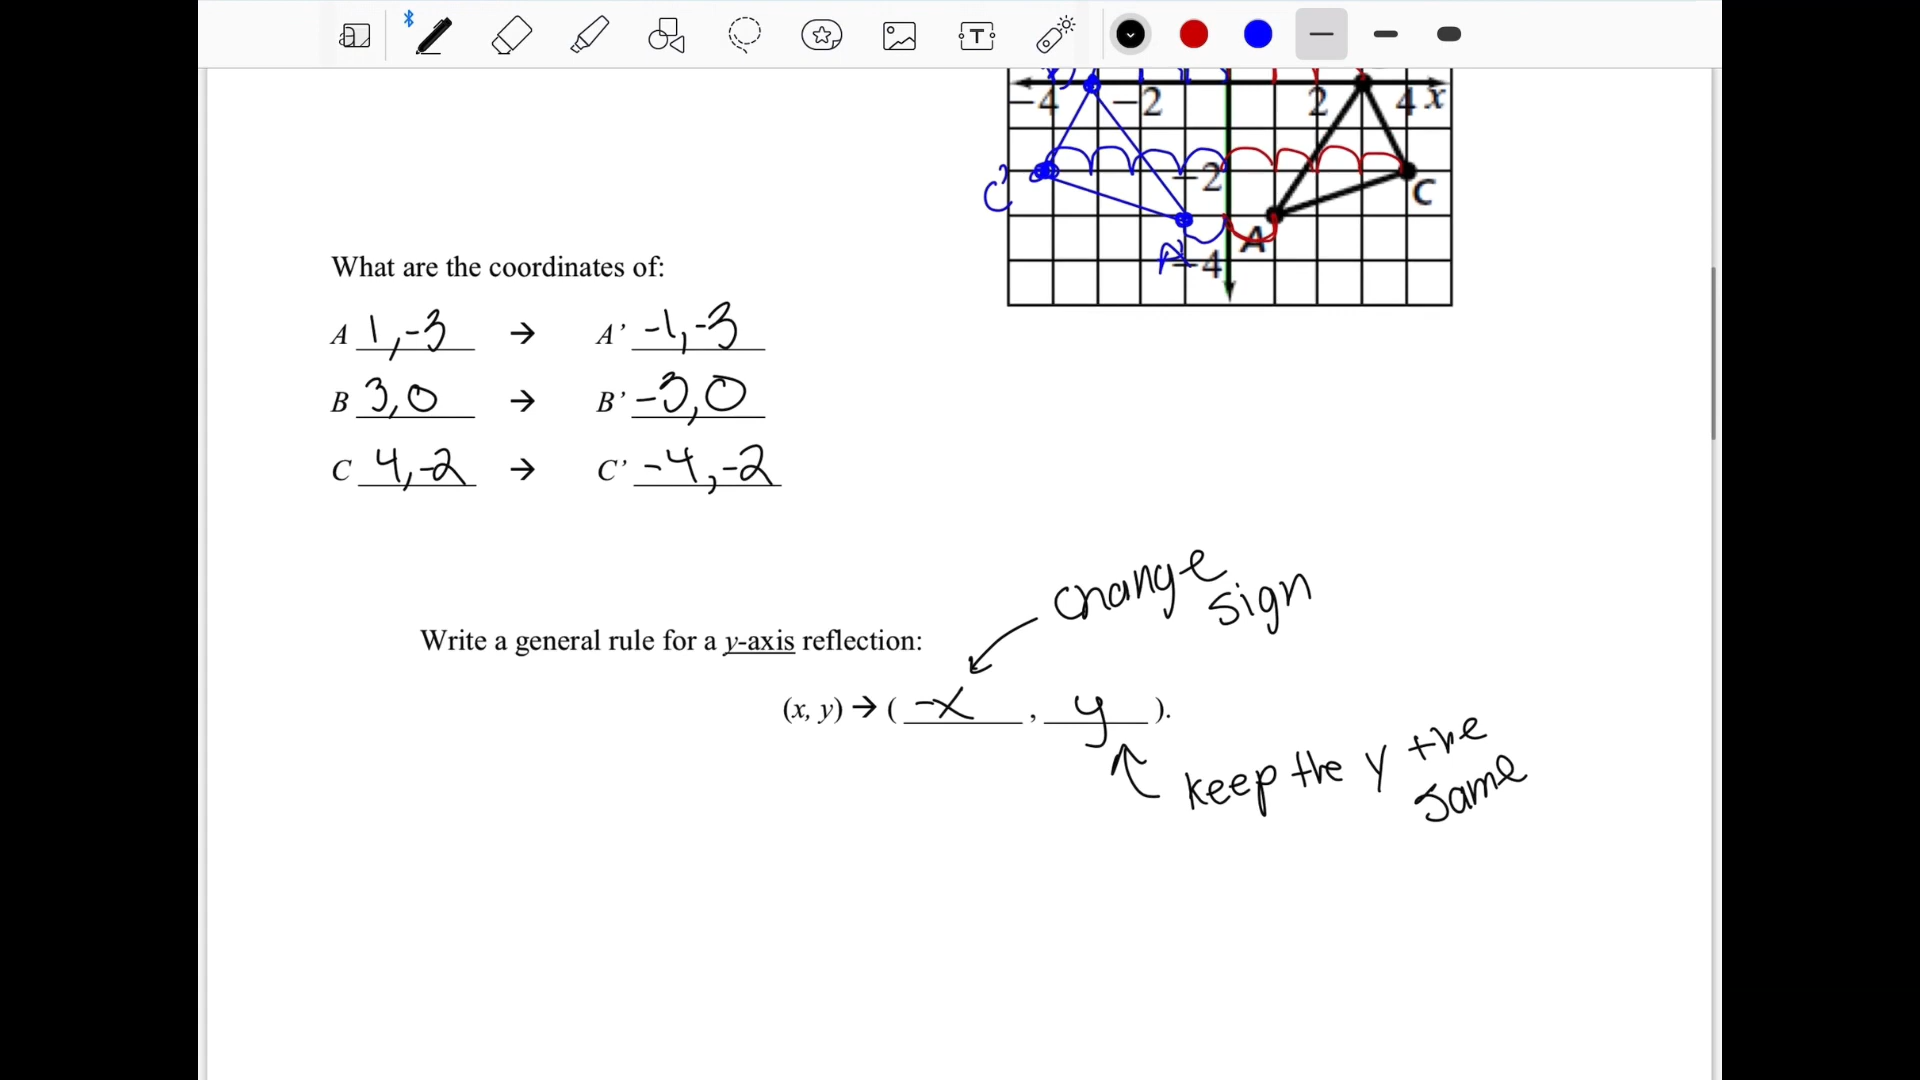 T
-4 -2 2 4 x
C' -2 C
A
A' -4
What are the coordinates of:
A 1,-3 → A’ -1,-3
B 3,0 → B’ -3,0
C 4,-2 → C’ -4,-2
change
sign
Write a general rule for a y-axis reflection:
(x, y) → ( -x , y ).
keep the y the
same